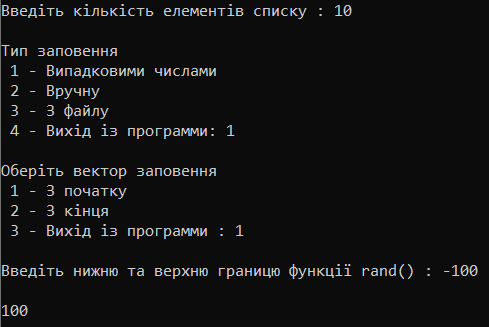 Введіть кількість елементів списку : 10
Тип заповення
1 - Випадковими числами
2 - Вручну
3 - З файлу
4 - Вихід із программи: 1
Оберіть вектор заповення
1 - З початку
2 - З кінця
3 - Вихід із программи : 1
Введіть нижню та верхню границю функції rand() : -100
100